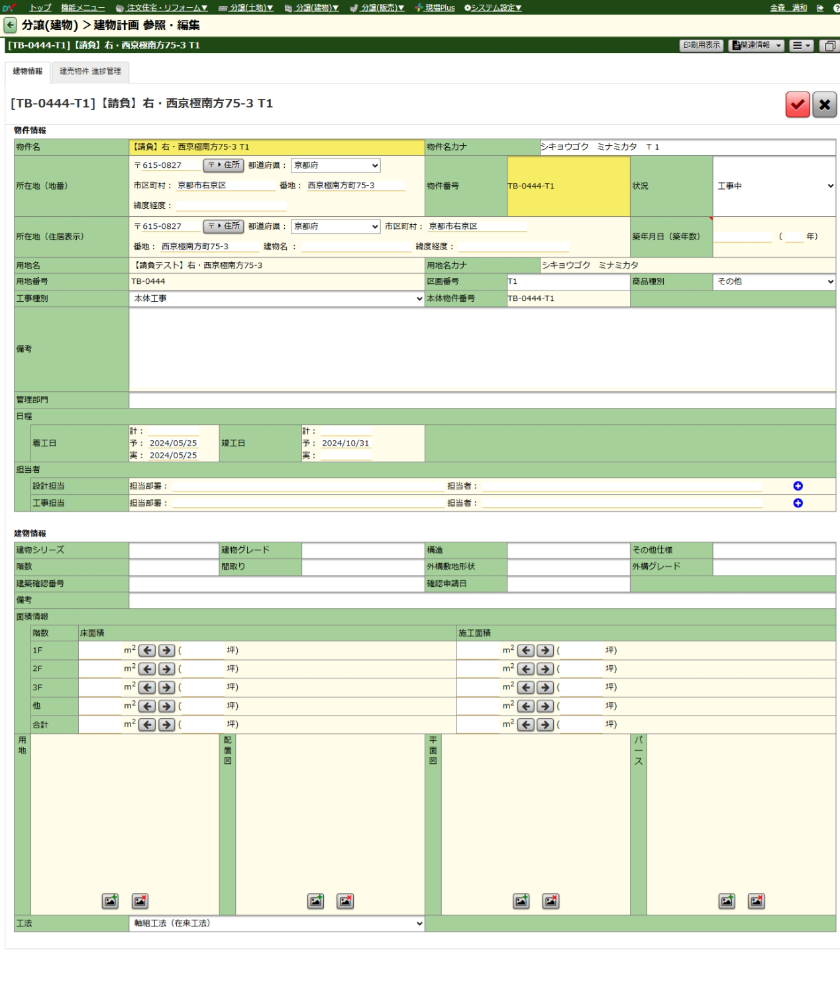 DX トップ 機能メニュー 注文住宅・リフォーム▼ 分譲(土地)▼ 分譲(建物)▼ 分譲(販売)▼ 現場Plus システム設定▼ 金森 満和
分譲(建物) ＞建物計画 参照・編集
[TB-0444-T1]【請負】右・西京極南方75-3 T1 印刷用表示 関連情報
建物情報 建売物件 進捗管理
[TB-0444-T1]【請負】右・西京極南方75-3 T1
物件情報
物件名 【請負】右・西京極南方75-3 T1 物件名カナ シキョウゴク ミナミカタ Ｔ１
所在地（地番） 〒615-0827 〒▶住所 都道府県： 京都府
市区町村： 京都市右京区 番地： 西京極南方町75-3 物件番号 TB-0444-T1 状況 工事中
緯度経度：
所在地（住居表示） 〒615-0827 〒▶住所 都道府県： 京都府 市区町村： 京都市右京区
番地： 西京極南方町75-3 建物名 ： 緯度経度： 築年月日（築年数） （ 年）
用地名 【請負テスト】右・西京極南方75-3 用地名カナ シキョウゴク ミナミカタ
用地番号 TB-0444 区画番号 T1 商品種別 その他
工事種別 本体工事 本体物件番号 TB-0444-T1
備考
管理部門
日程
着工日 計： 予： 2024/05/25 実： 2024/05/25 竣工日 計： 予： 2024/10/31 実：
担当者
設計担当 担当部署： 担当者：
工事担当 担当部署： 担当者：
建物情報
建物シリーズ 建物グレード 構造 その他仕様
階数 間取り 外構敷地形状 外構グレード
建築確認番号 確認申請日
備考
面積情報
階数 床面積 施工面積
1F m² ( 坪) m² ( 坪)
2F m² ( 坪) m² ( 坪)
3F m² ( 坪) m² ( 坪)
他 m² ( 坪) m² ( 坪)
合計 m² ( 坪) m² ( 坪)
用地 配置図 平面図 パース
工法 軸組工法（在来工法）